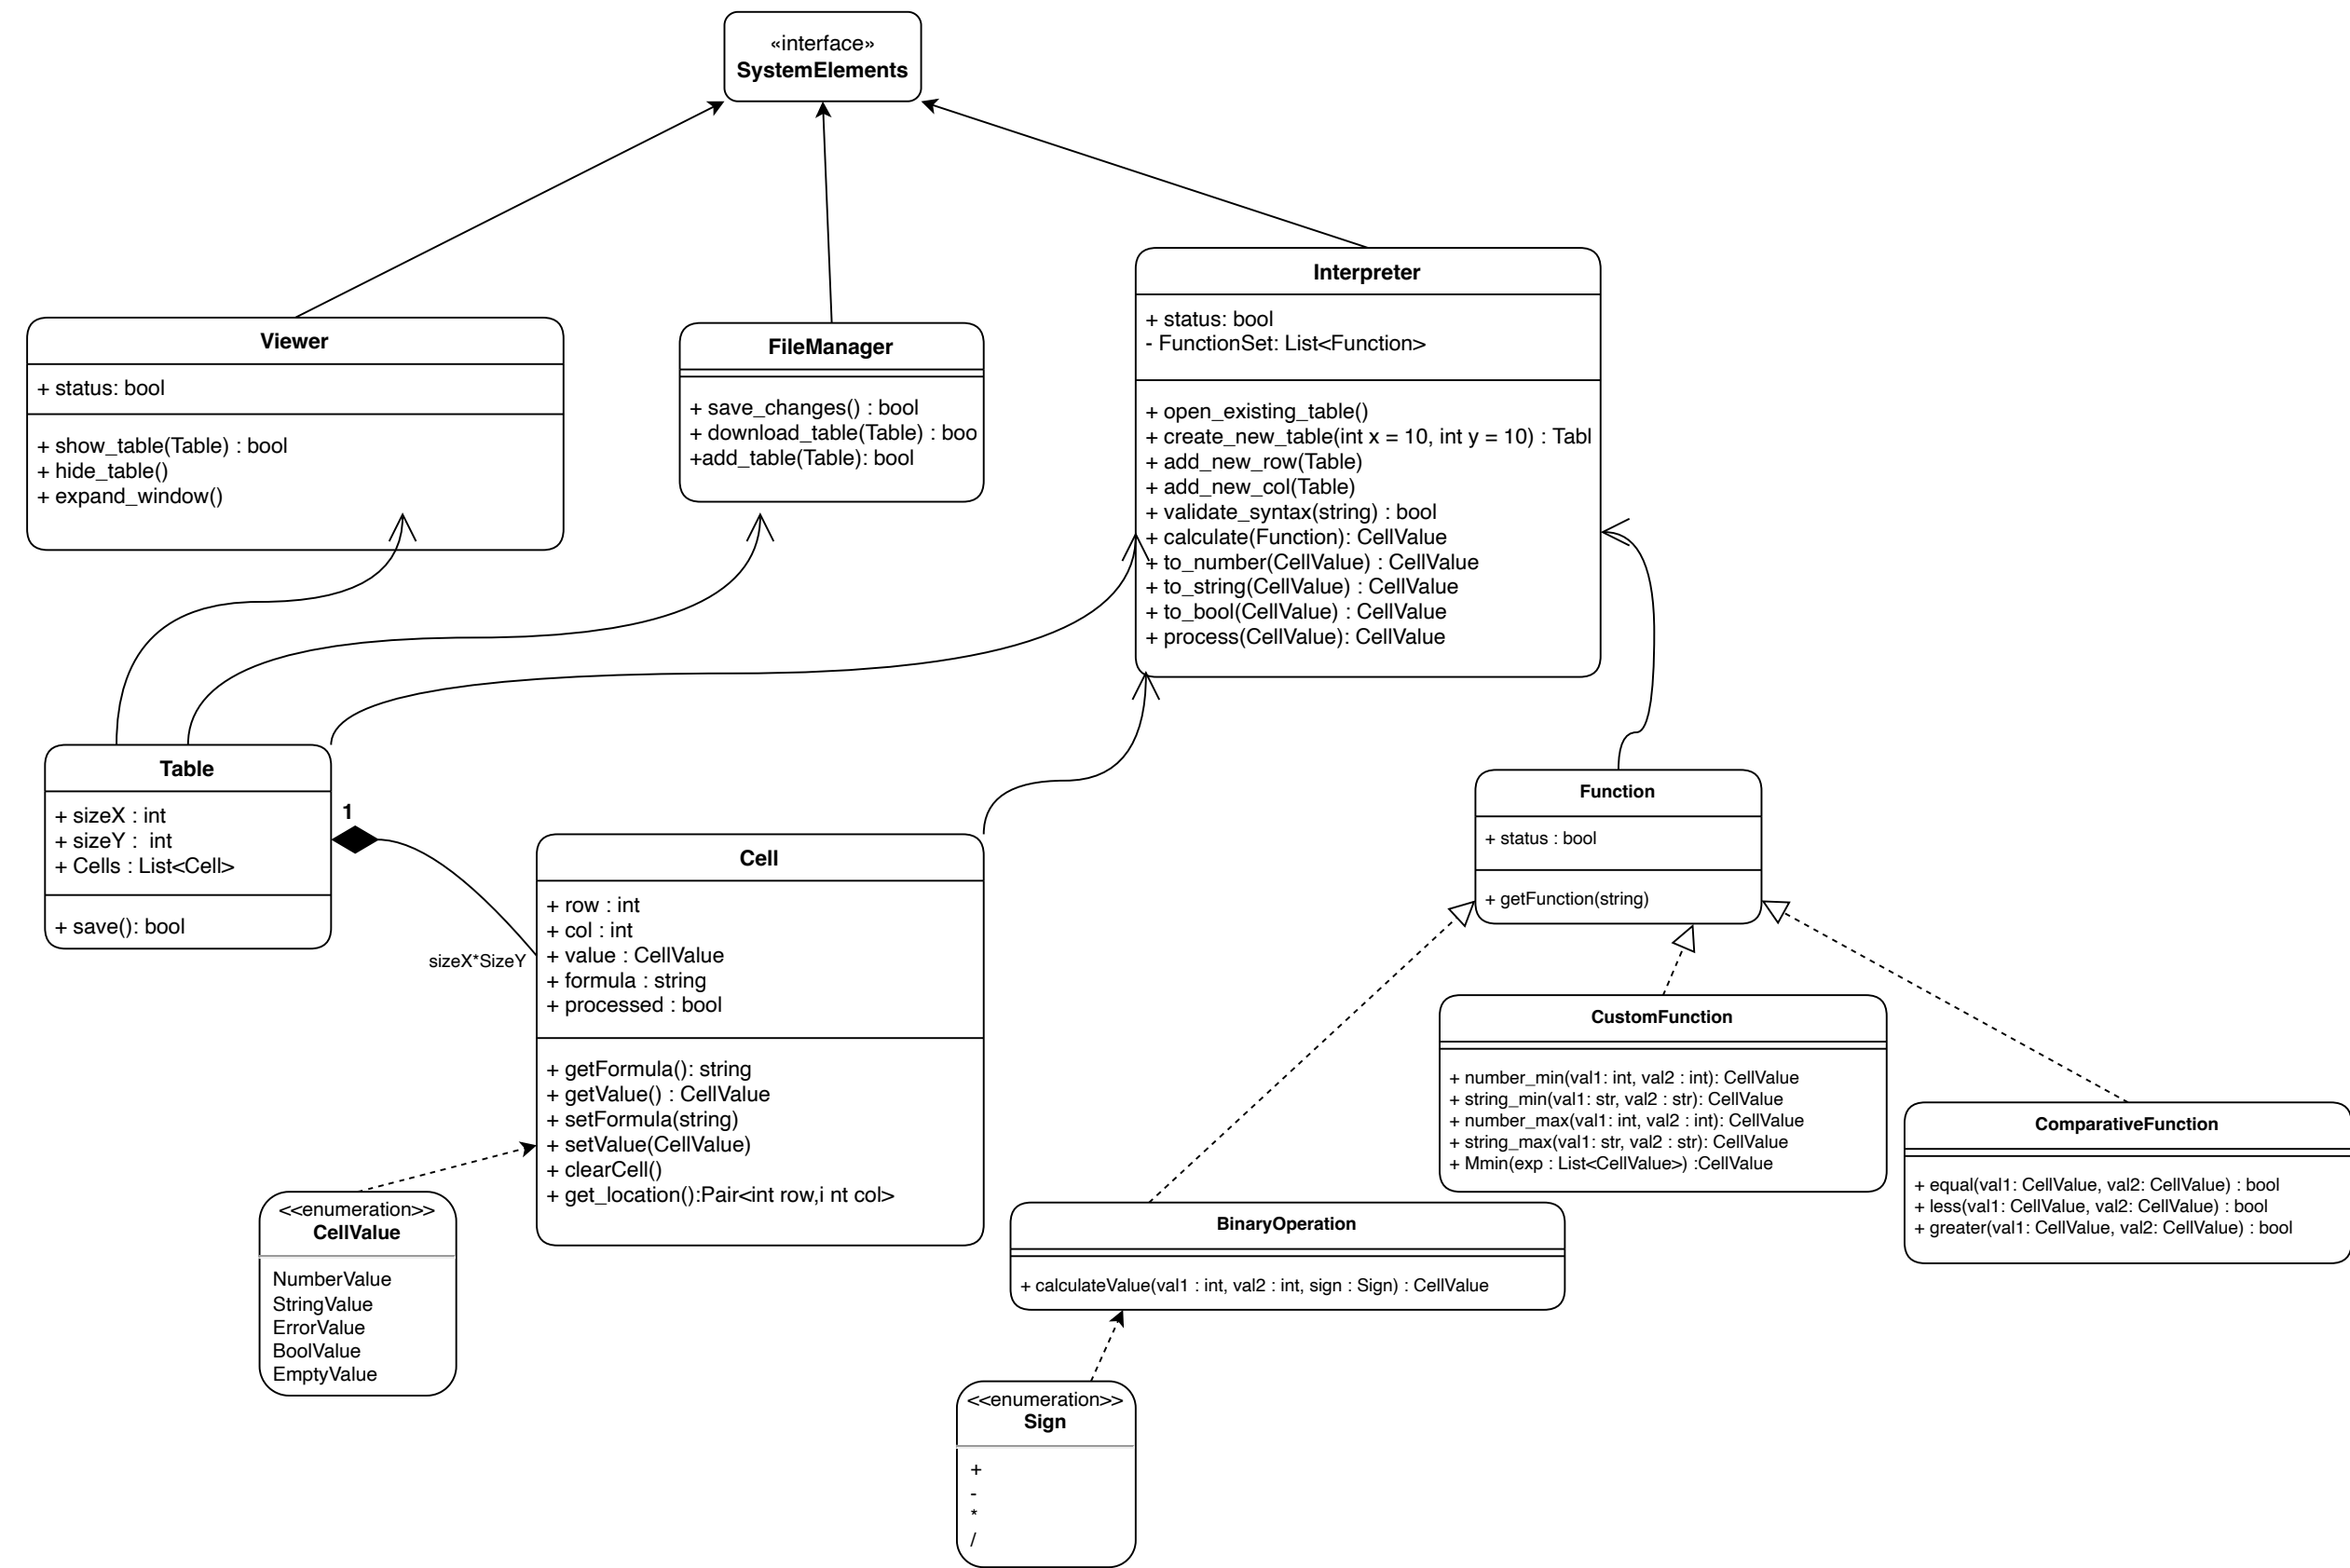 «interface»
SystemElements
Viewer
+ status: bool
+ show_table(Table) : bool
+ hide_table()
+ expand_window()
FileManager
+ save_changes() : bool
+ download_table(Table) : boo
+add_table(Table): bool
Interpreter
+ status: bool
- FunctionSet: List<Function>
+ open_existing_table()
+ create_new_table(int x = 10, int y = 10) : Tabl
+ add_new_row(Table)
+ add_new_col(Table)
+ validate_syntax(string) : bool
+ calculate(Function): CellValue
+ to_number(CellValue) : CellValue
+ to_string(CellValue) : CellValue
+ to_bool(CellValue) : CellValue
+ process(CellValue): CellValue
Table
+ sizeX : int
+ sizeY :  int
+ Cells : List<Cell>
+ save(): bool
1
sizeX*SizeY
Cell
+ row : int
+ col : int
+ value : CellValue
+ formula : string
+ processed : bool
+ getFormula(): string
+ getValue() : CellValue
+ setFormula(string)
+ setValue(CellValue)
+ clearCell()
+ get_location():Pair<int row,i nt col>
Function
+ status : bool
+ getFunction(string)
CustomFunction
+ number_min(val1: int, val2 : int): CellValue
+ string_min(val1: str, val2 : str): CellValue
+ number_max(val1: int, val2 : int): CellValue
+ string_max(val1: str, val2 : str): CellValue
+ Mmin(exp : List<CellValue>) :CellValue
ComparativeFunction
+ equal(val1: CellValue, val2: CellValue) : bool
+ less(val1: CellValue, val2: CellValue) : bool
+ greater(val1: CellValue, val2: CellValue) : bool
BinaryOperation
+ calculateValue(val1 : int, val2 : int, sign : Sign) : CellValue
<<enumeration>>
CellValue
NumberValue
StringValue
ErrorValue
BoolValue
EmptyValue
<<enumeration>>
Sign
+
-
*
/